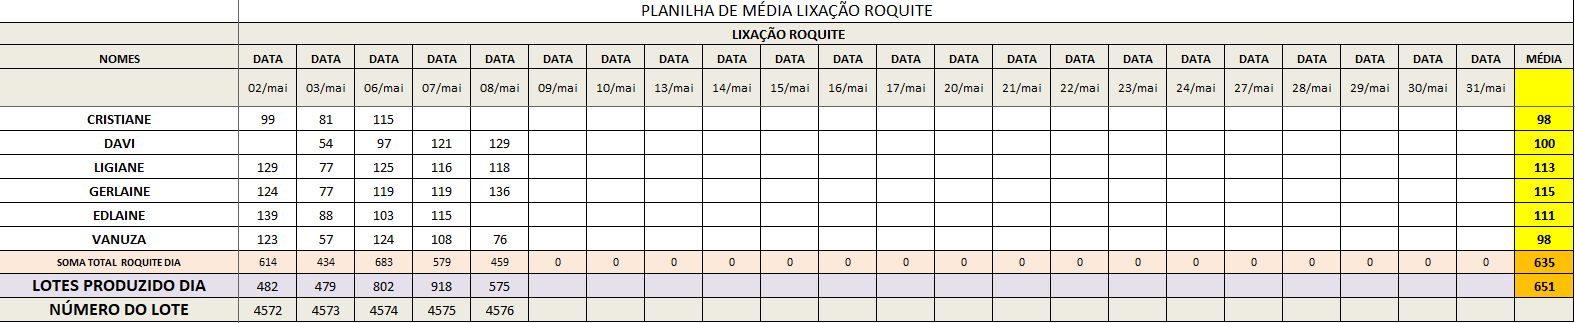 PLANILHA DE MÉDIA LIXAÇÃO ROQUITE
LIXAÇÃO ROQUITE
NOMES DATA DATA DATA DATA DATA DATA DATA DATA DATA DATA DATA DATA DATA DATA DATA DATA DATA DATA DATA DATA DATA DATA MÉDIA
02/mai 03/mai 06/mai 07/mai 08/mai 09/mai 10/mai 13/mai 14/mai 15/mai 16/mai 17/mai 20/mai 21/mai 22/mai 23/mai 24/mai 27/mai 28/mai 29/mai 30/mai 31/mai
CRISTIANE 99 81 115 98
DAVI 54 97 121 129 100
LIGIANE 129 77 125 116 118 113
GERLAINE 124 77 119 119 136 115
EDLAINE 139 88 103 115 111
VANUZA 123 57 124 108 76 98
SOMA TOTAL ROQUITE DIA 614 434 683 579 459 0 0 0 0 0 0 0 0 0 0 0 0 0 0 0 0 0 635
LOTES PRODUZIDO DIA 482 479 802 918 575 651
NÚMERO DO LOTE 4572 4573 4574 4575 4576